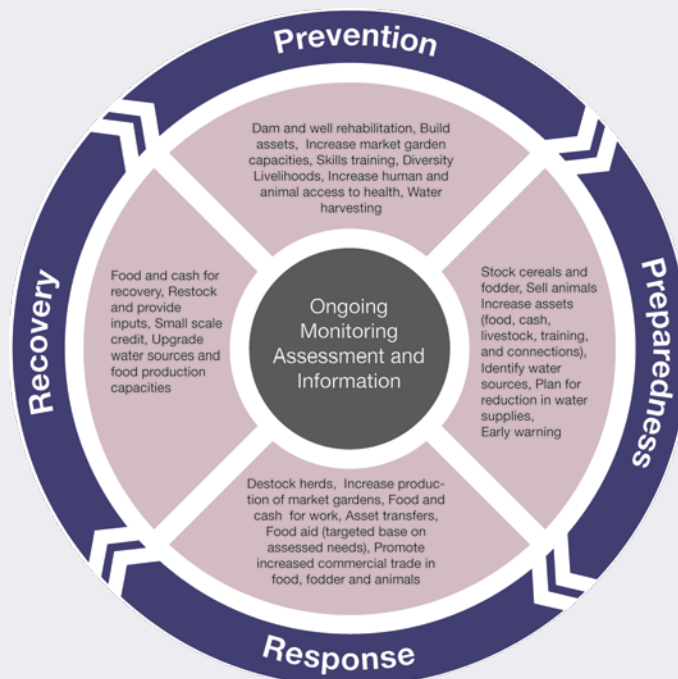 Prevention
Dam and well rehabilitation, Build
assets,  Increase market garden
capacities, Skills training, Diversity
Livelihoods, Increase human and
animal access to health, Water
harvesting
Recovery
Food and cash for
recovery, Restock
and provide
inputs, Small scale
credit, Upgrade
water sources and
food production
capacities
Ongoing
Monitoring
Assessment and
Information
Stock cereals and
fodder, Sell animals
Increase assets
(food, cash,
livestock, training,
and connections),
Identify water
sources, Plan for
reduction in water
supplies,
Early warning
Preparedness
Destock herds,  Increase produc-
tion of market gardens, Food and
cash  for work, Asset transfers,
Food aid (targeted base on
assessed needs), Promote
increased commercial trade in
food, fodder and animals
Response